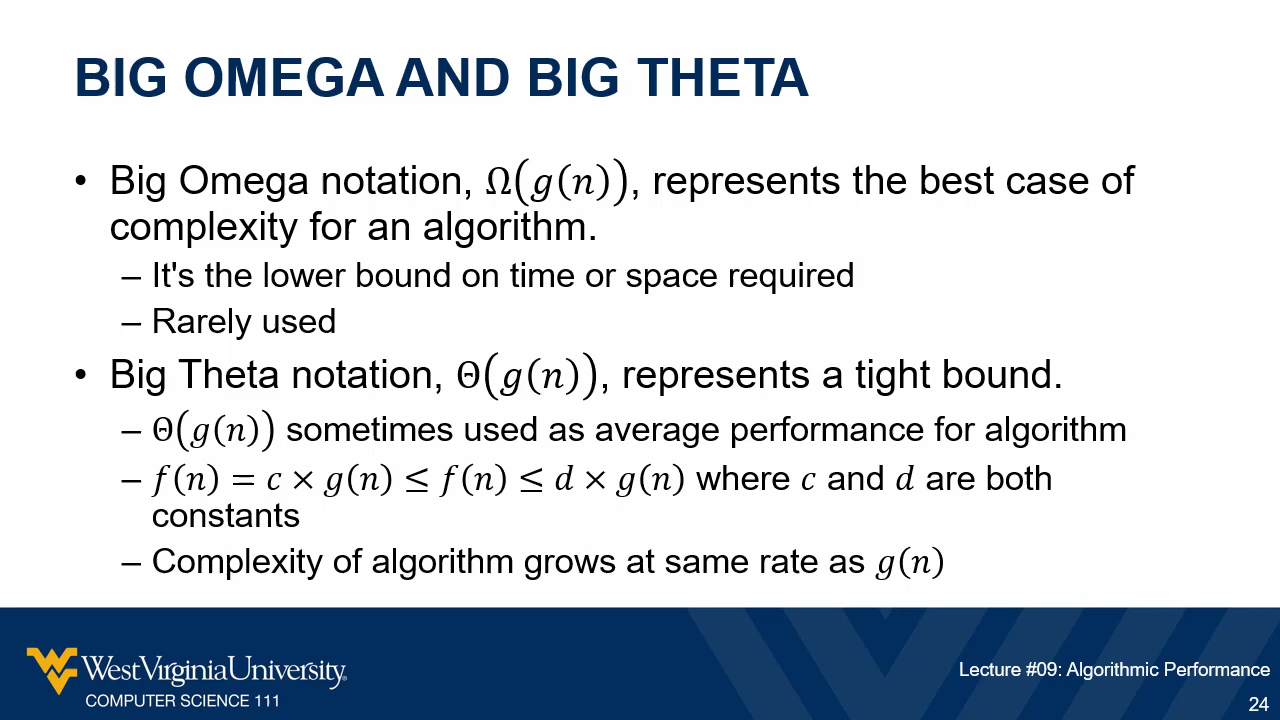 BIG OMEGA AND BIG THETA
• Big Omega notation, Ω(g(n)), represents the best case of
complexity for an algorithm.
– It's the lower bound on time or space required
– Rarely used
• Big Theta notation, Θ(g(n)), represents a tight bound.
– Θ(g(n)) sometimes used as average performance for algorithm
– f(n) = c × g(n) ≤ f(n) ≤ d × g(n) where c and d are both
constants
– Complexity of algorithm grows at same rate as g(n)
WestVirginiaUniversity.
COMPUTER SCIENCE 111
Lecture #09: Algorithmic Performance
24